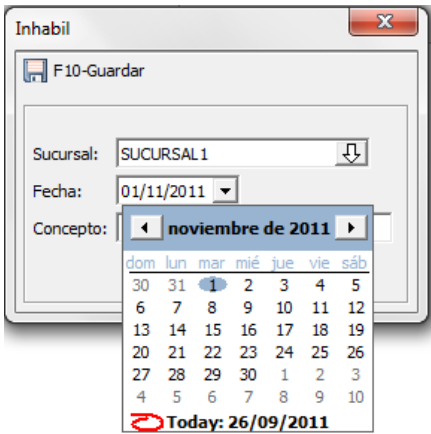 Inhabil
F10-Guardar
Sucursal: SUCURSAL1
Fecha: 01/11/2011
Concepto:
noviembre de 2011
dom lun mar mié jue vie sáb
30 31 1 2 3 4 5
6 7 8 9 10 11 12
13 14 15 16 17 18 19
20 21 22 23 24 25 26
27 28 29 30 1 2 3
4 5 6 7 8 9 10
Today: 26/09/2011